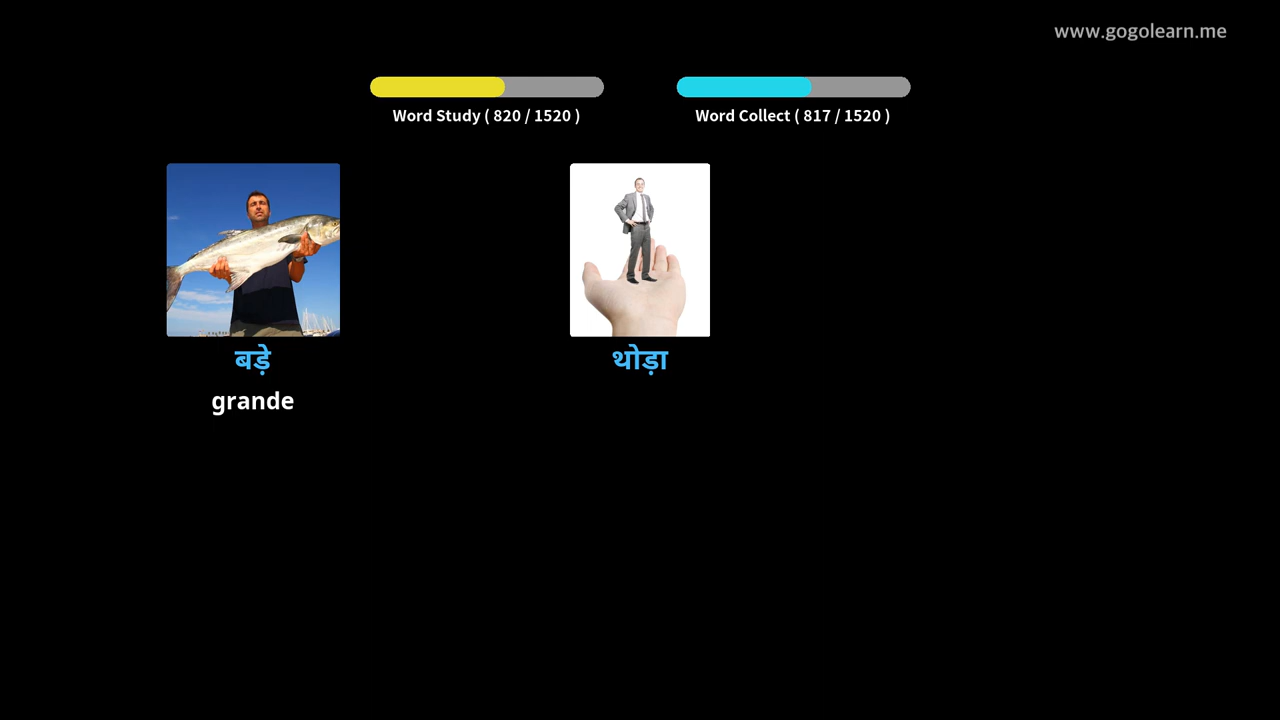 www.gogolearn.me
Word Study ( 820 / 1520 )
Word Collect ( 817 / 1520 )
बड़े
थोड़ा
grande